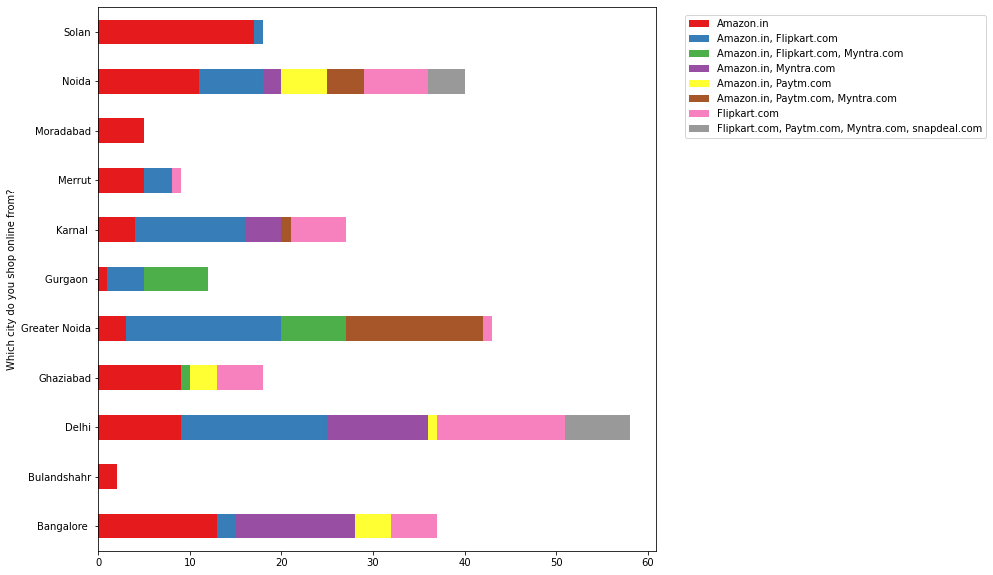 Which city do you shop online from?
Solan
Noida
Moradabad
Merrut
Karnal
Gurgaon
Greater Noida
Ghaziabad
Delhi
Bulandshahr
Bangalore
0 10 20 30 40 50 60
Amazon.in
Amazon.in, Flipkart.com
Amazon.in, Flipkart.com, Myntra.com
Amazon.in, Myntra.com
Amazon.in, Paytm.com
Amazon.in, Paytm.com, Myntra.com
Flipkart.com
Flipkart.com, Paytm.com, Myntra.com, snapdeal.com